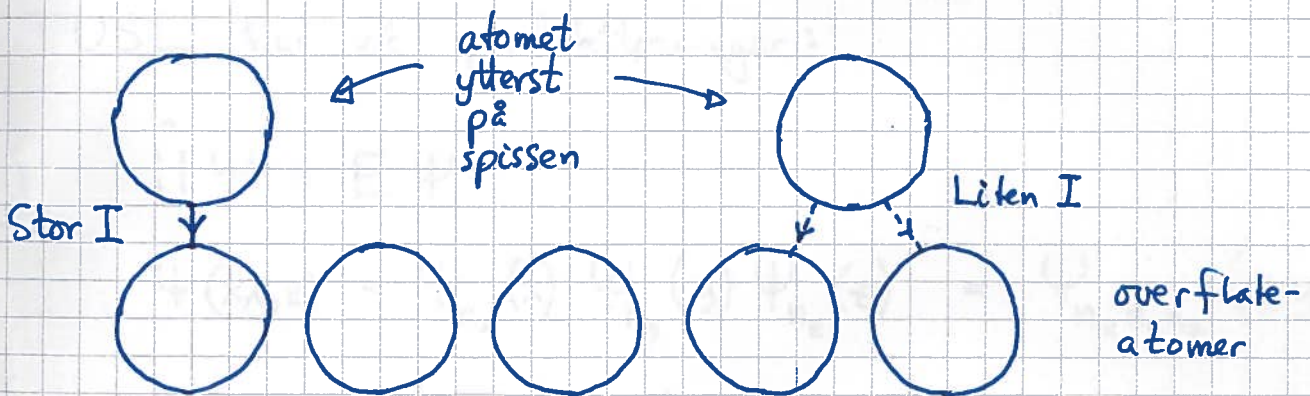 atomet
ytterst
på
spissen
Stor I
Liten I
overflate-
atomer